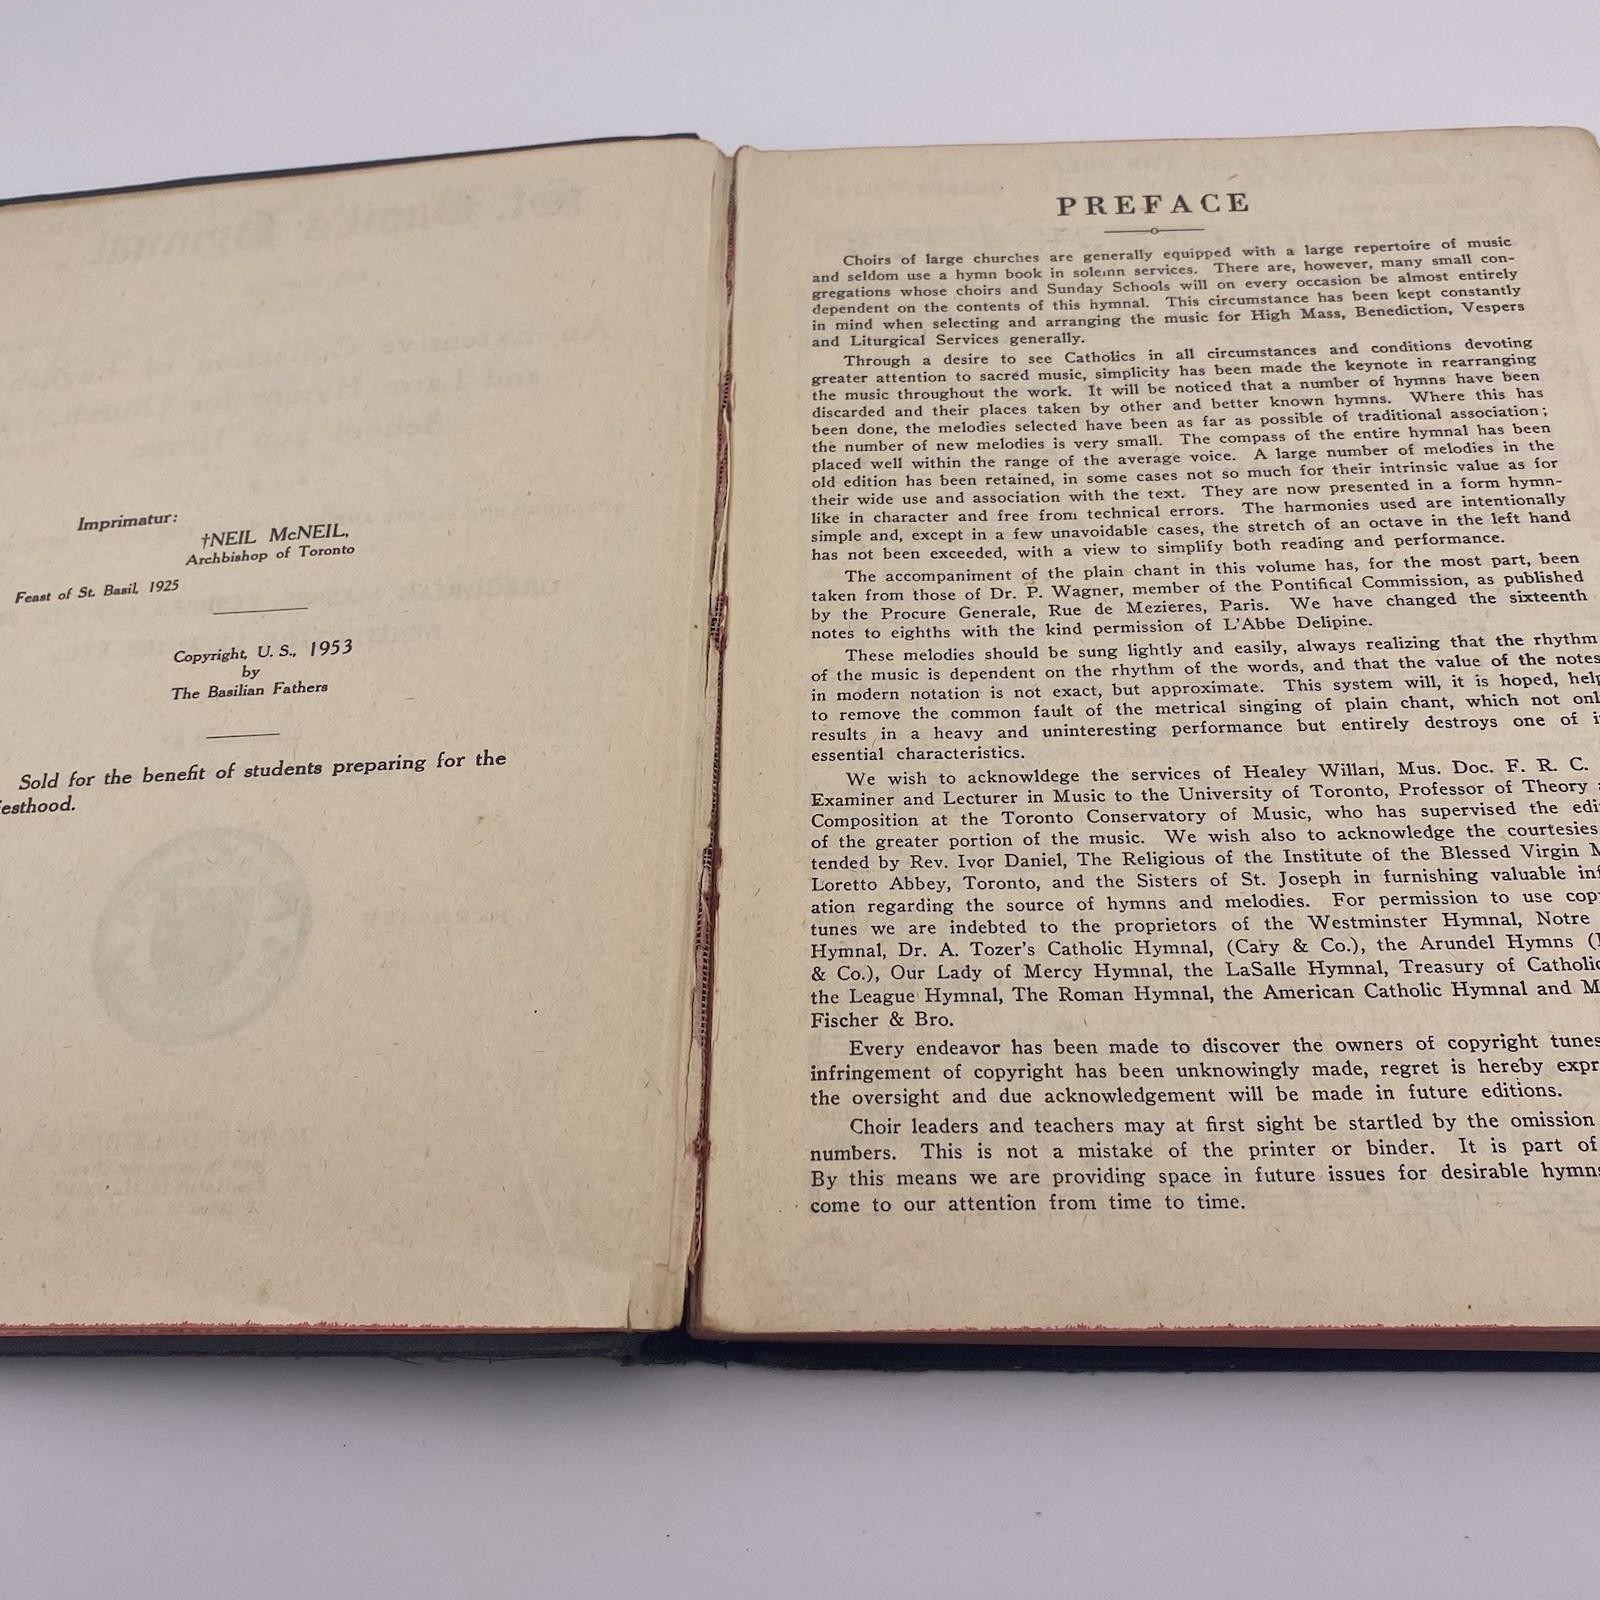 Imprimatur:
†NEIL McNEIL,
Archbishop of Toronto
Feast of St. Basil, 1925
Copyright, U. S., 1953
by
The Basilian Fathers
Sold for the benefit of students preparing for the
iesthood.
PREFACE
Choirs of large churches are generally equipped with a large repertoire of music
and seldom use a hymn book in solemn services. There are, however, many small con-
gregations whose choirs and Sunday Schools will on every occasion be almost entirely
dependent on the contents of this hymnal. This circumstance has been kept constantly
in mind when selecting and arranging the music for High Mass, Benediction, Vespers
and Liturgical Services generally.
Through a desire to see Catholics in all circumstances and conditions devoting
greater attention to sacred music, simplicity has been made the keynote in rearranging
the music throughout the work. It will be noticed that a number of hymns have been
discarded and their places taken by other and better known hymns. Where this has
been done, the melodies selected have been as far as possible of traditional association;
the number of new melodies is very small. The compass of the entire hymnal has been
placed well within the range of the average voice. A large number of melodies in the
old edition has been retained, in some cases not so much for their intrinsic value as for
their wide use and association with the text. They are now presented in a form hymn-
like in character and free from technical errors. The harmonies used are intentionally
simple and, except in a few unavoidable cases, the stretch of an octave in the left hand
has not been exceeded, with a view to simplify both reading and performance.
The accompaniment of the plain chant in this volume has, for the most part, been
taken from those of Dr. P. Wagner, member of the Pontifical Commission, as published
by the Procure Generale, Rue de Mezieres, Paris. We have changed the sixteenth
notes to eighths with the kind permission of L'Abbe Delipine.
These melodies should be sung lightly and easily, always realizing that the rhythm
of the music is dependent on the rhythm of the words, and that the value of the notes
in modern notation is not exact, but approximate. This system will, it is hoped, help
to remove the common fault of the metrical singing of plain chant, which not onl
results in a heavy and uninteresting performance but entirely destroys one of i
essential characteristics.
We wish to acknowldege the services of Healey Willan, Mus. Doc. F. R. C.
Examiner and Lecturer in Music to the University of Toronto, Professor of Theory
Composition at the Toronto Conservatory of Music, who has supervised the edi
of the greater portion of the music. We wish also to acknowledge the courtesies
tended by Rev. Ivor Daniel, The Religious of the Institute of the Blessed Virgin M
Loretto Abbey, Toronto, and the Sisters of St. Joseph in furnishing valuable inf
ation regarding the source of hymns and melodies. For permission to use cop
tunes we are indebted to the proprietors of the Westminster Hymnal, Notre
Hymnal, Dr. A. Tozer's Catholic Hymnal, (Cary & Co.), the Arundel Hymns (
& Co.), Our Lady of Mercy Hymnal, the LaSalle Hymnal, Treasury of Catholic
the League Hymnal, The Roman Hymnal, the American Catholic Hymnal and M
Fischer & Bro.
Every endeavor has been made to discover the owners of copyright tunes
infringement of copyright has been unknowingly made, regret is hereby expr
the oversight and due acknowledgement will be made in future editions.
Choir leaders and teachers may at first sight be startled by the omission
numbers. This is not a mistake of the printer or binder. It is part of
By this means we are providing space in future issues for desirable hymns
come to our attention from time to time.